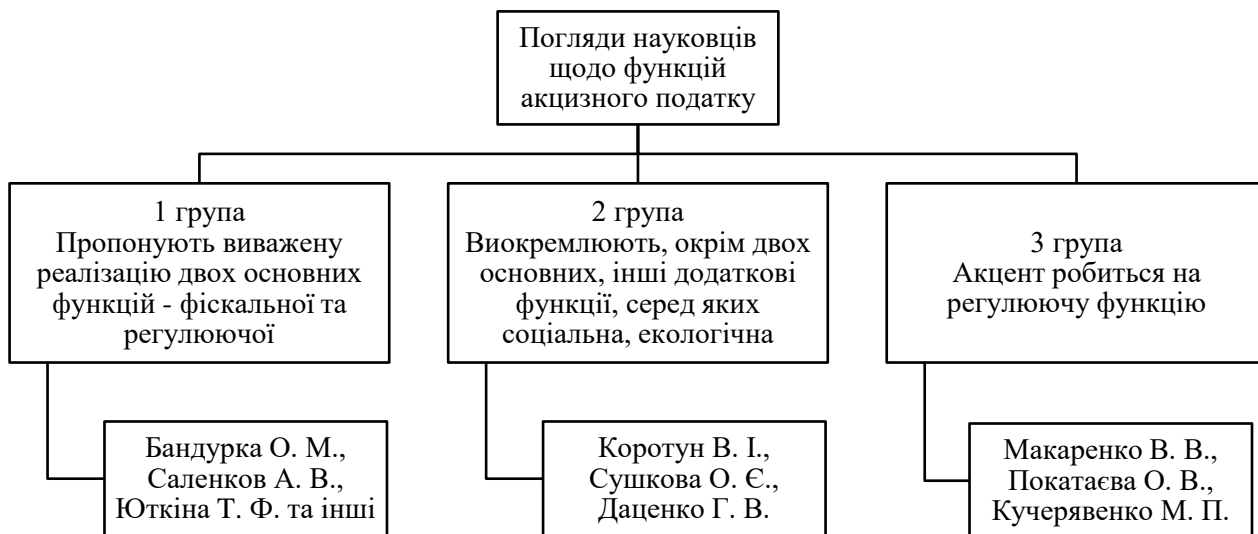 Погляди науковців
щодо функцій
акцизного податку
1 група
Пропонують виважену
реалізацію двох основних
функцій - фіскальної та
регулюючої
2 група
Виокремлюють, окрім двох
основних, інші додаткові
функції, серед яких
соціальна, екологічна
3 група
Акцент робиться на
регулюючу функцію
Бандурка О. М.,
Саленков А. В.,
Юткіна Т. Ф. та інші
Коротун В. І.,
Сушкова О. Є.,
Даценко Г. В.
Макаренко В. В.,
Покатаєва О. В.,
Кучерявенко М. П.